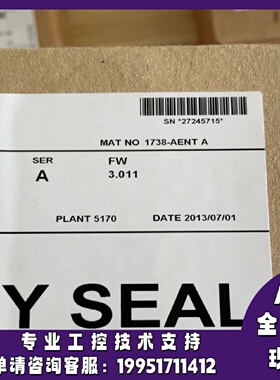 SN *27245715*
MAT NO 1738-AENT A
SER FW
A 3.011
PLANT 5170 DATE 2013/07/01
Y SEAL
全
专业工控技术支持
单请咨询客服：19951711412